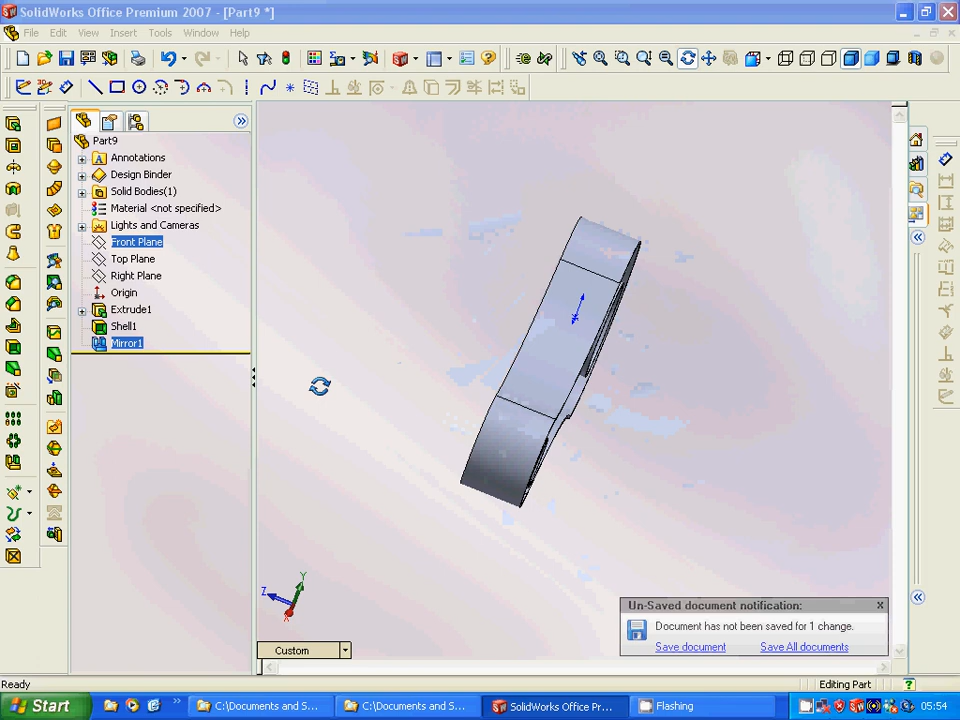 SolidWorks Office Premium 2007 - [Part9 *]
File Edit View Insert Tools Window Help
Part9
Annotations
Design Binder
Solid Bodies(1)
Material <not specified>
Lights and Cameras
Front Plane
Top Plane
Right Plane
Origin
Extrude1
Shell1
Mirror1
Y
Z
X
Un-Saved document notification:
Document has not been saved for 1 change.
Save document Save All documents
Custom
Ready Editing Part
Start C:\Documents and S... C:\Documents and S... SolidWorks Office Pr... Flashing 05:54